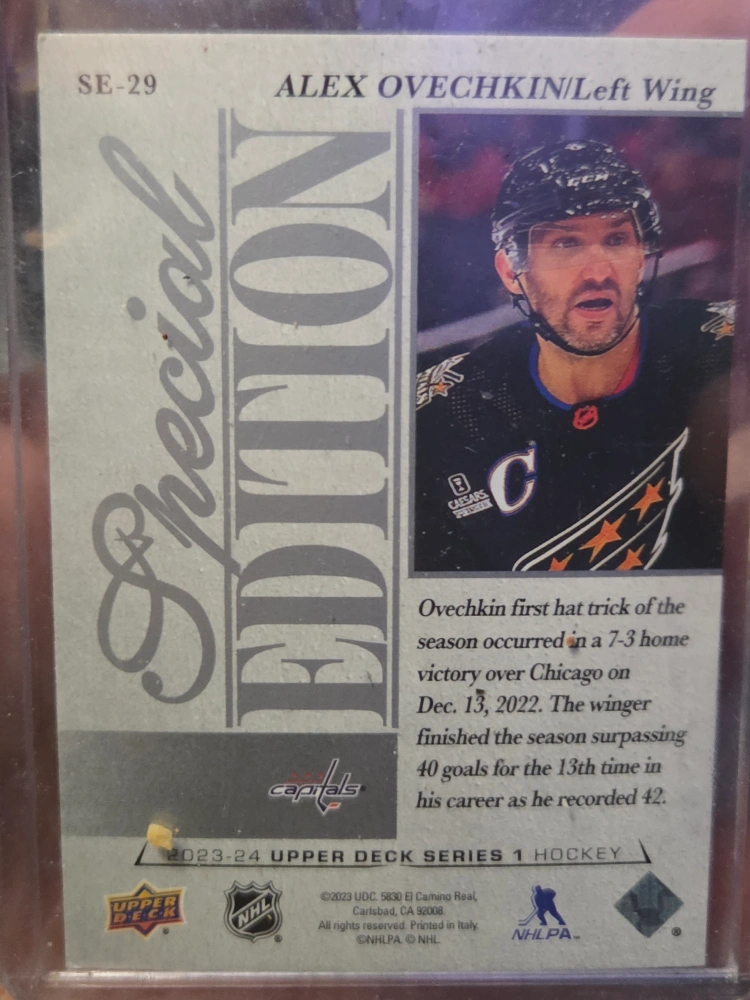 SE-29
ALEX OVECHKIN/Left Wing
Special
EDITION
CCM
C
CAESARS
SPORTSBOOK
Ovechkin first hat trick of the
season occurred in a 7-3 home
victory over Chicago on
Dec. 13, 2022. The winger
finished the season surpassing
40 goals for the 13th time in
his career as he recorded 42.
capitals®
2023-24 UPPER DECK SERIES 1 HOCKEY
UPPER
D·E·C·K
®
NHL
®
©2023 UDC. 5830 El Camino Real,
Carlsbad, CA 92008.
All rights reserved. Printed in Italy.
©NHLPA. © NHL.
NHLPA™
®